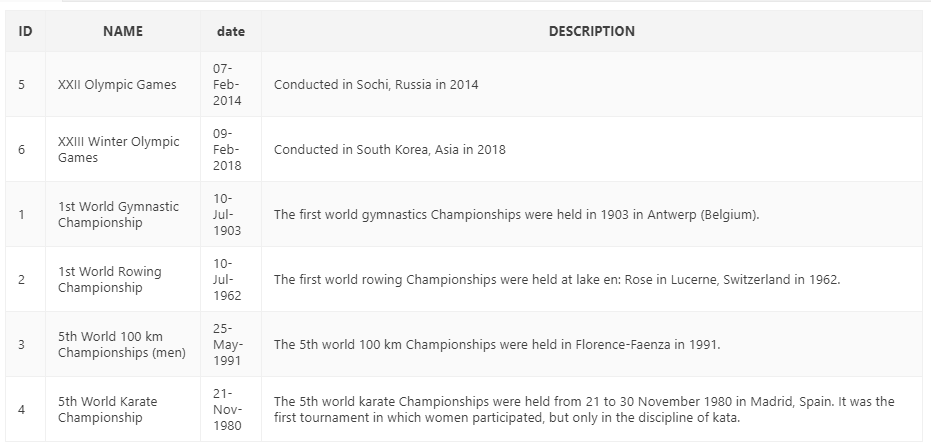 ID NAME date DESCRIPTION
5 XXII Olympic Games 07-Feb-2014 Conducted in Sochi, Russia in 2014
6 XXIII Winter Olympic Games 09-Feb-2018 Conducted in South Korea, Asia in 2018
1 1st World Gymnastic Championship 10-Jul-1903 The first world gymnastics Championships were held in 1903 in Antwerp (Belgium).
2 1st World Rowing Championship 10-Jul-1962 The first world rowing Championships were held at lake en: Rose in Lucerne, Switzerland in 1962.
3 5th World 100 km Championships (men) 25-May-1991 The 5th world 100 km Championships were held in Florence-Faenza in 1991.
4 5th World Karate Championship 21-Nov-1980 The 5th world karate Championships were held from 21 to 30 November 1980 in Madrid, Spain. It was the first tournament in which women participated, but only in the discipline of kata.